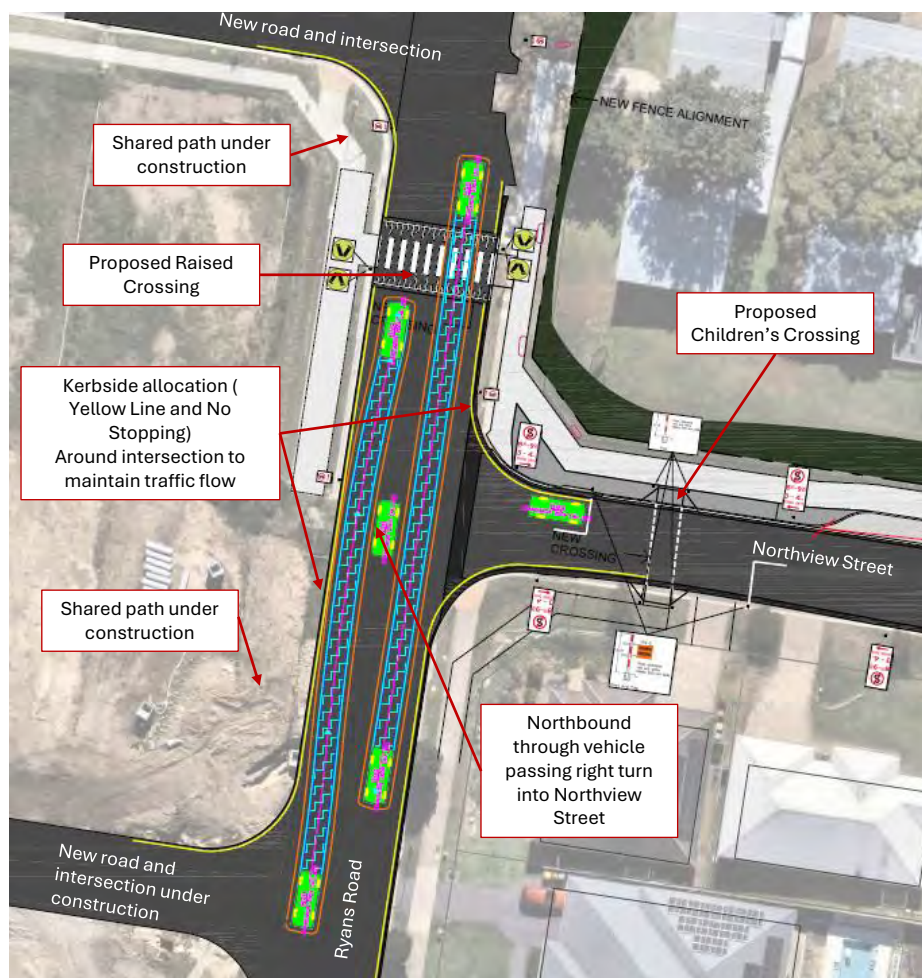 New road and intersection
NEW FENCE ALIGNMENT
Shared path under
construction
Proposed Raised
Crossing
Proposed
Children's Crossing
Kerbside allocation (
Yellow Line and No
Stopping)
Around intersection to
maintain traffic flow
NEW
CROSSING
Northview Street
Shared path under
construction
Northbound
through vehicle
passing right turn
into Northview
Street
New road and
intersection under
construction
Ryans Road